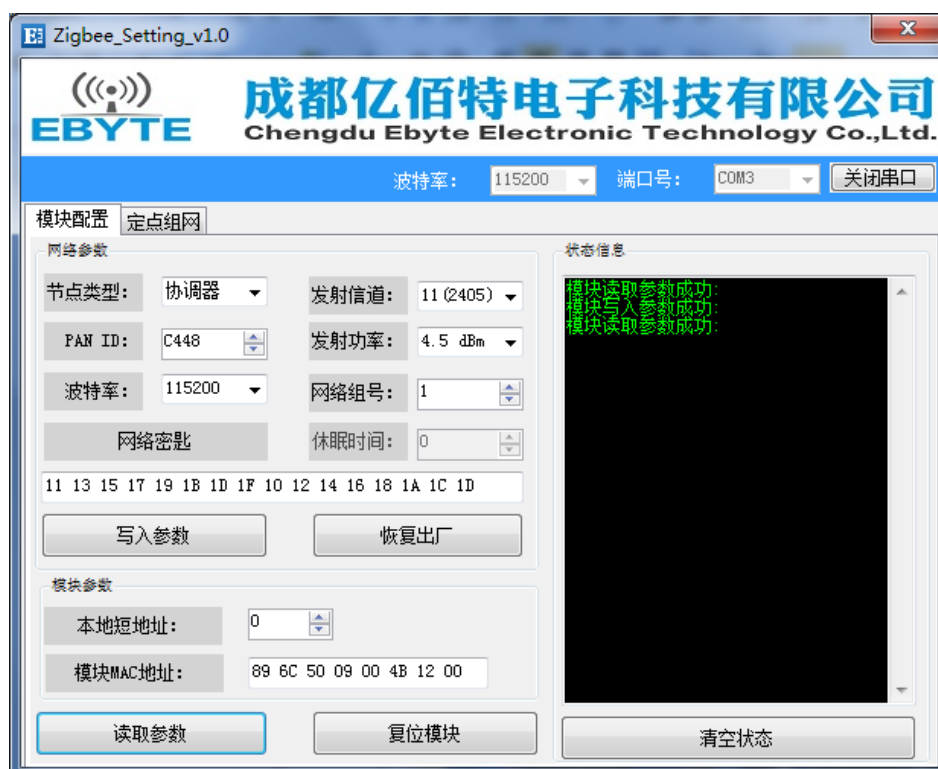 Zigbee_Setting_v1.0
EBYTE
成都亿佰特电子科技有限公司
Chengdu Ebyte Electronic Technology Co.,Ltd.
波特率: 115200 端口号: COM3 关闭串口
模块配置 定点组网
网络参数
节点类型: 协调器 发射信道: 11(2405)
PAN ID: C448 发射功率: 4.5 dBm
波特率: 115200 网络组号: 1
网络密匙 休眠时间: 0
11 13 15 17 19 1B 1D 1F 10 12 14 16 18 1A 1C 1D
写入参数 恢复出厂
模块参数
本地短地址: 0
模块MAC地址: 89 6C 50 09 00 4B 12 00
读取参数 复位模块
状态信息
模块读取参数成功:
模块写入参数成功:
模块读取参数成功:
清空状态